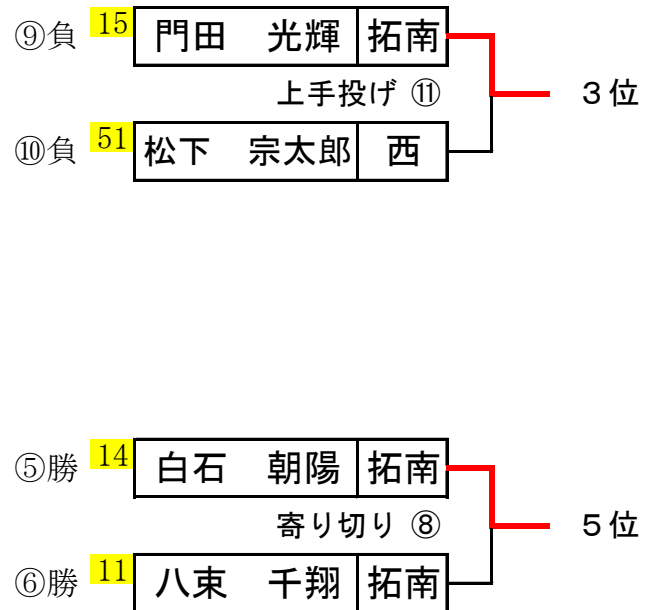 ⑨負 15 門田 光輝 拓南
上手投げ ⑪ 3位
⑩負 51 松下 宗太郎 西
⑤勝 14 白石 朝陽 拓南
寄り切り ⑧ 5位
⑥勝 11 八束 千翔 拓南